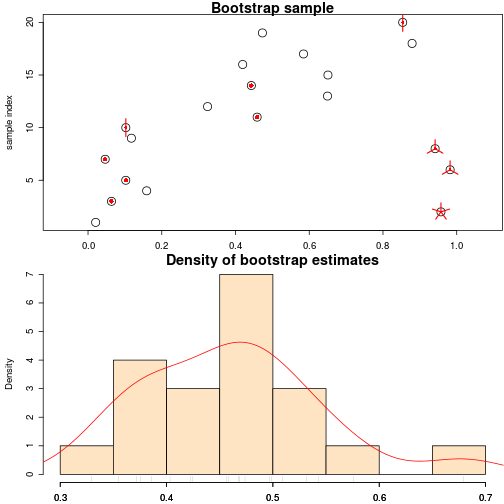 Bootstrap sample
20
15
10
5
sample index
0.0 0.2 0.4 0.6 0.8 1.0
Density of bootstrap estimates
7
6
5
4
3
2
1
0
Density
0.3 0.4 0.5 0.6 0.7